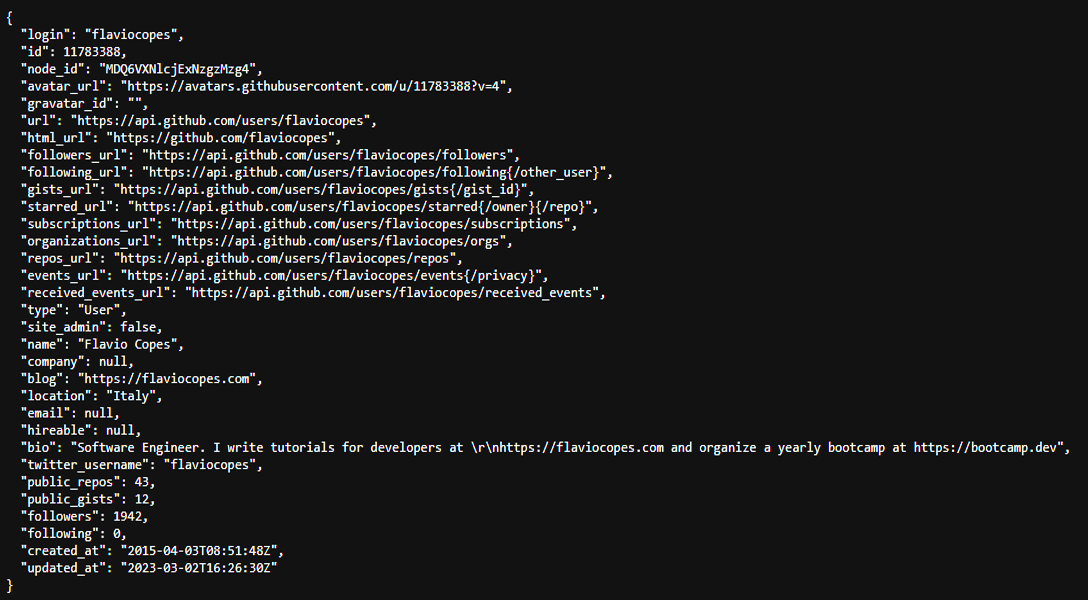 {
  "login": "flaviocopes",
  "id": 11783388,
  "node_id": "MDQ6VXNlcjExNzgzMzg4",
  "avatar_url": "https://avatars.githubusercontent.com/u/11783388?v=4",
  "gravatar_id": "",
  "url": "https://api.github.com/users/flaviocopes",
  "html_url": "https://github.com/flaviocopes",
  "followers_url": "https://api.github.com/users/flaviocopes/followers",
  "following_url": "https://api.github.com/users/flaviocopes/following{/other_user}",
  "gists_url": "https://api.github.com/users/flaviocopes/gists{/gist_id}",
  "starred_url": "https://api.github.com/users/flaviocopes/starred{/owner}{/repo}",
  "subscriptions_url": "https://api.github.com/users/flaviocopes/subscriptions",
  "organizations_url": "https://api.github.com/users/flaviocopes/orgs",
  "repos_url": "https://api.github.com/users/flaviocopes/repos",
  "events_url": "https://api.github.com/users/flaviocopes/events{/privacy}",
  "received_events_url": "https://api.github.com/users/flaviocopes/received_events",
  "type": "User",
  "site_admin": false,
  "name": "Flavio Copes",
  "company": null,
  "blog": "https://flaviocopes.com",
  "location": "Italy",
  "email": null,
  "hireable": null,
  "bio": "Software Engineer. I write tutorials for developers at \r\nhttps://flaviocopes.com and organize a yearly bootcamp at https://bootcamp.dev",
  "twitter_username": "flaviocopes",
  "public_repos": 43,
  "public_gists": 12,
  "followers": 1942,
  "following": 0,
  "created_at": "2015-04-03T08:51:48Z",
  "updated_at": "2023-03-02T16:26:30Z"
}